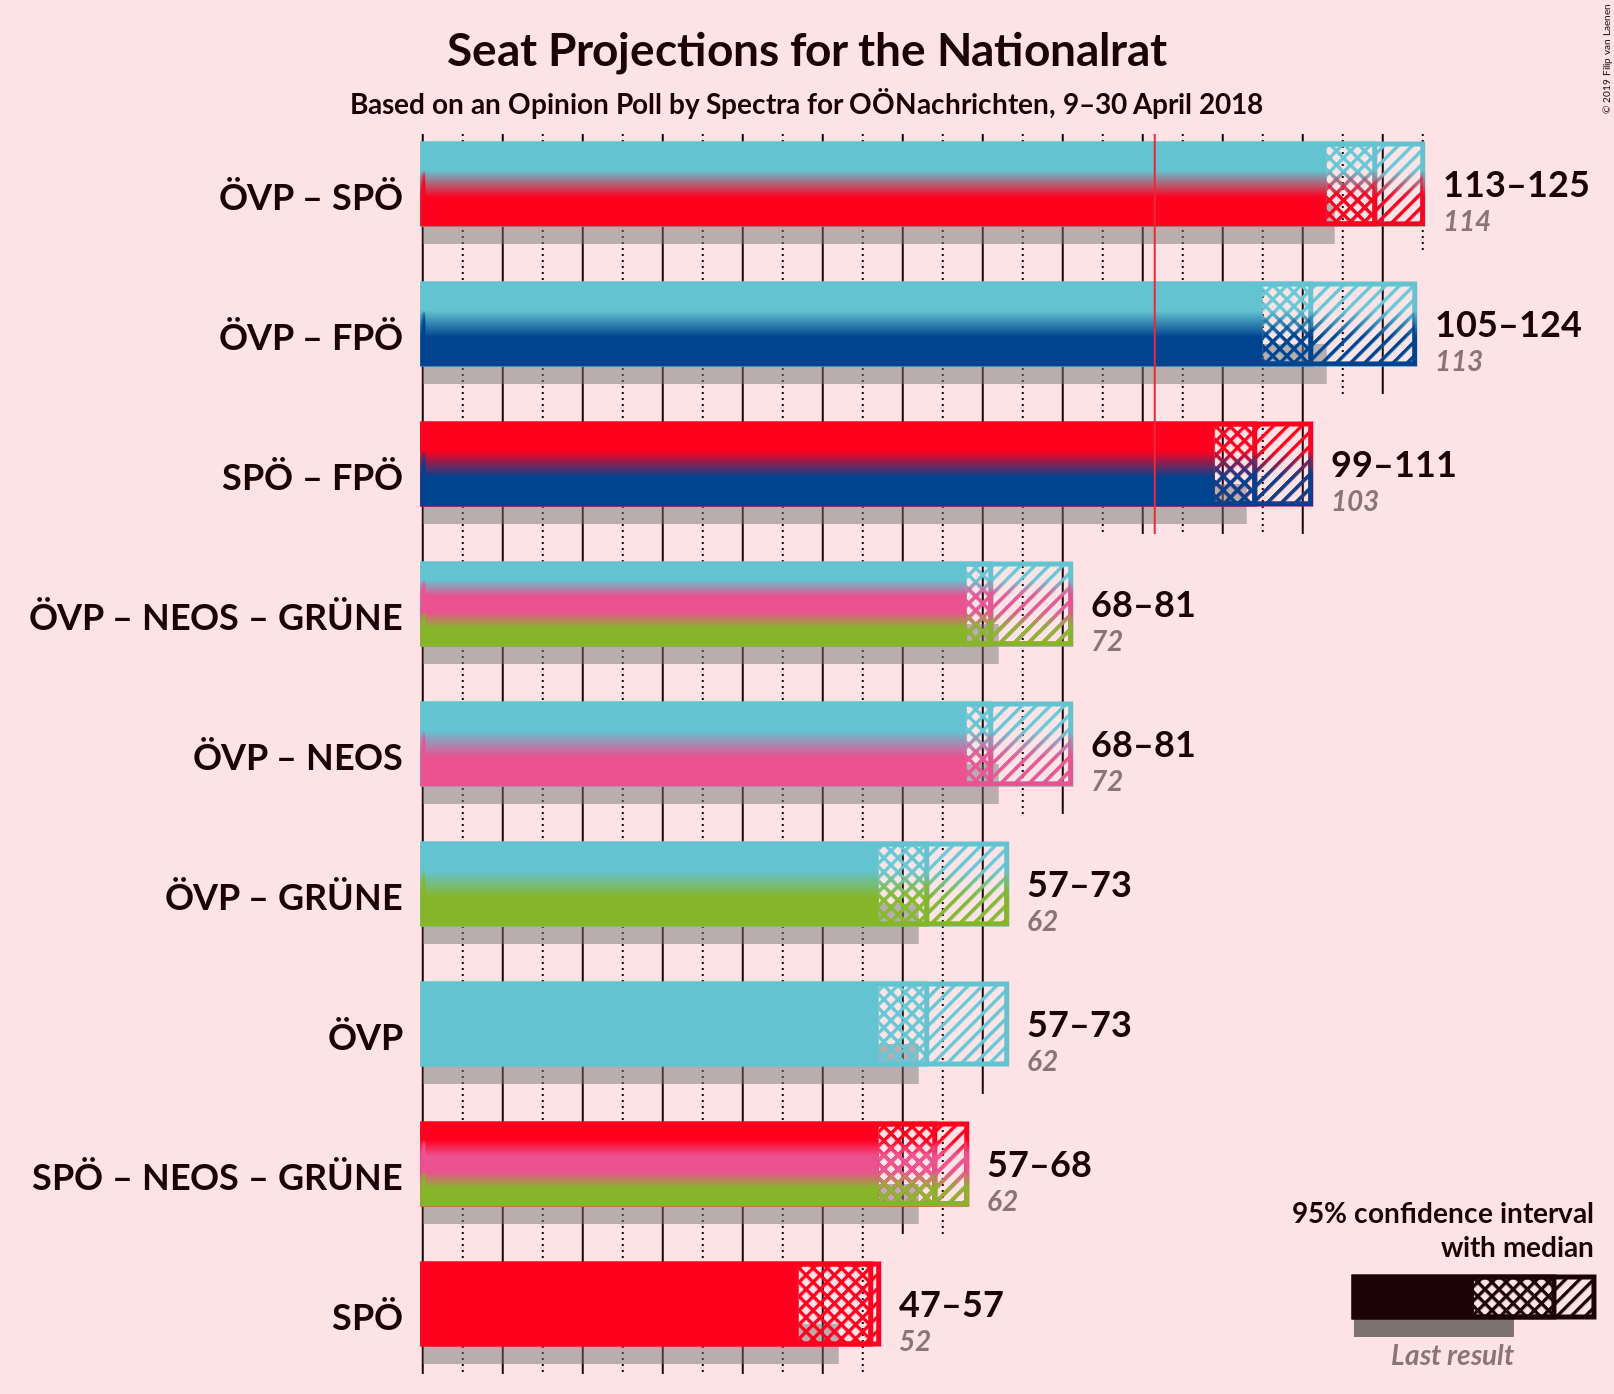 Seat Projections for the Nationalrat
Based on an Opinion Poll by Spectra for OÖNachrichten, 9–30 April 2018
© 2019 Filip van Laenen
ÖVP – SPÖ
113–125
114
ÖVP – FPÖ
105–124
113
SPÖ – FPÖ
99–111
103
ÖVP – NEOS – GRÜNE
68–81
72
ÖVP – NEOS
68–81
72
ÖVP – GRÜNE
57–73
62
ÖVP
57–73
62
SPÖ – NEOS – GRÜNE
57–68
62
SPÖ
47–57
52
95% confidence interval
with median
Last result